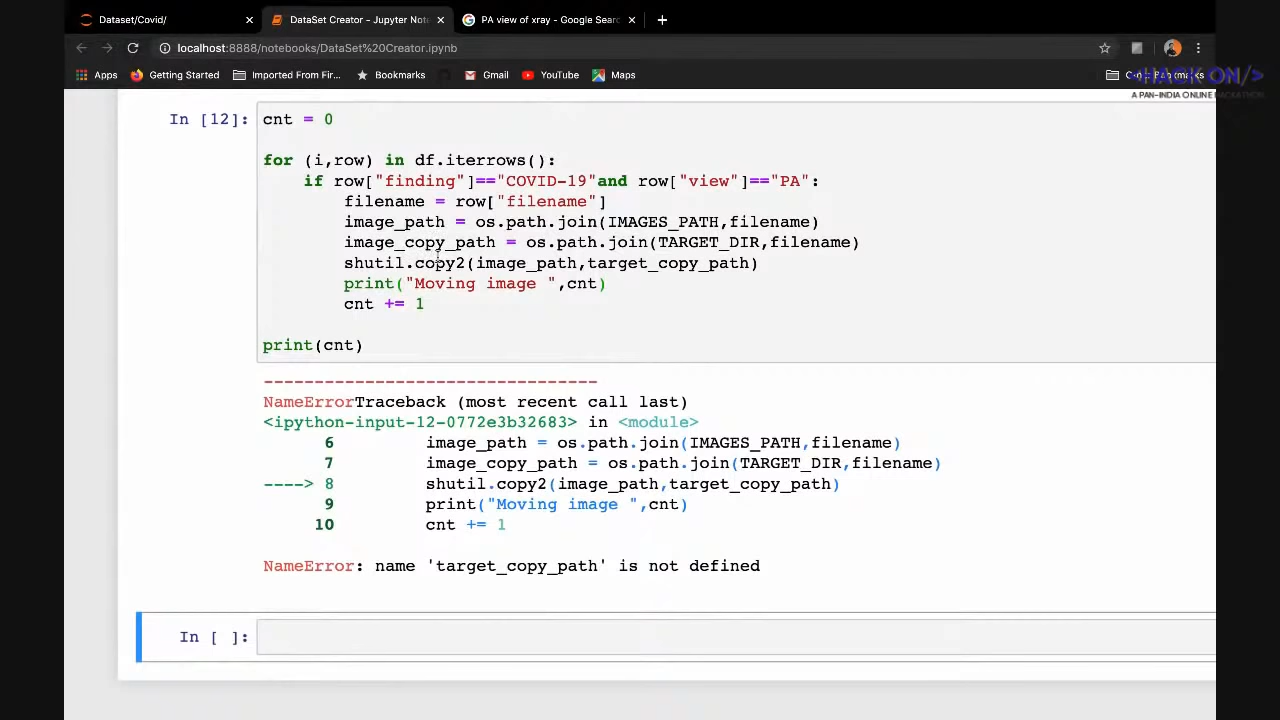 Dataset/Covid/
DataSet Creator - Jupyter Note
PA view of xray - Google Searc
localhost:8888/notebooks/DataSet%20Creator.ipynb
Apps Getting Started Imported From Fir... Bookmarks Gmail YouTube Maps
<HACK ON/>
A PAN-INDIA ONLINE HACKATHON
In [12]: cnt = 0
for (i,row) in df.iterrows():
if row["finding"]=="COVID-19"and row["view"]=="PA":
filename = row["filename"]
image_path = os.path.join(IMAGES_PATH,filename)
image_copy_path = os.path.join(TARGET_DIR,filename)
shutil.copy2(image_path,target_copy_path)
print("Moving image ",cnt)
cnt += 1
print(cnt)
---------------------------------
NameErrorTraceback (most recent call last)
<ipython-input-12-0772e3b32683> in <module>
6 image_path = os.path.join(IMAGES_PATH,filename)
7 image_copy_path = os.path.join(TARGET_DIR,filename)
----> 8 shutil.copy2(image_path,target_copy_path)
9 print("Moving image ",cnt)
10 cnt += 1
NameError: name 'target_copy_path' is not defined
In [ ]: